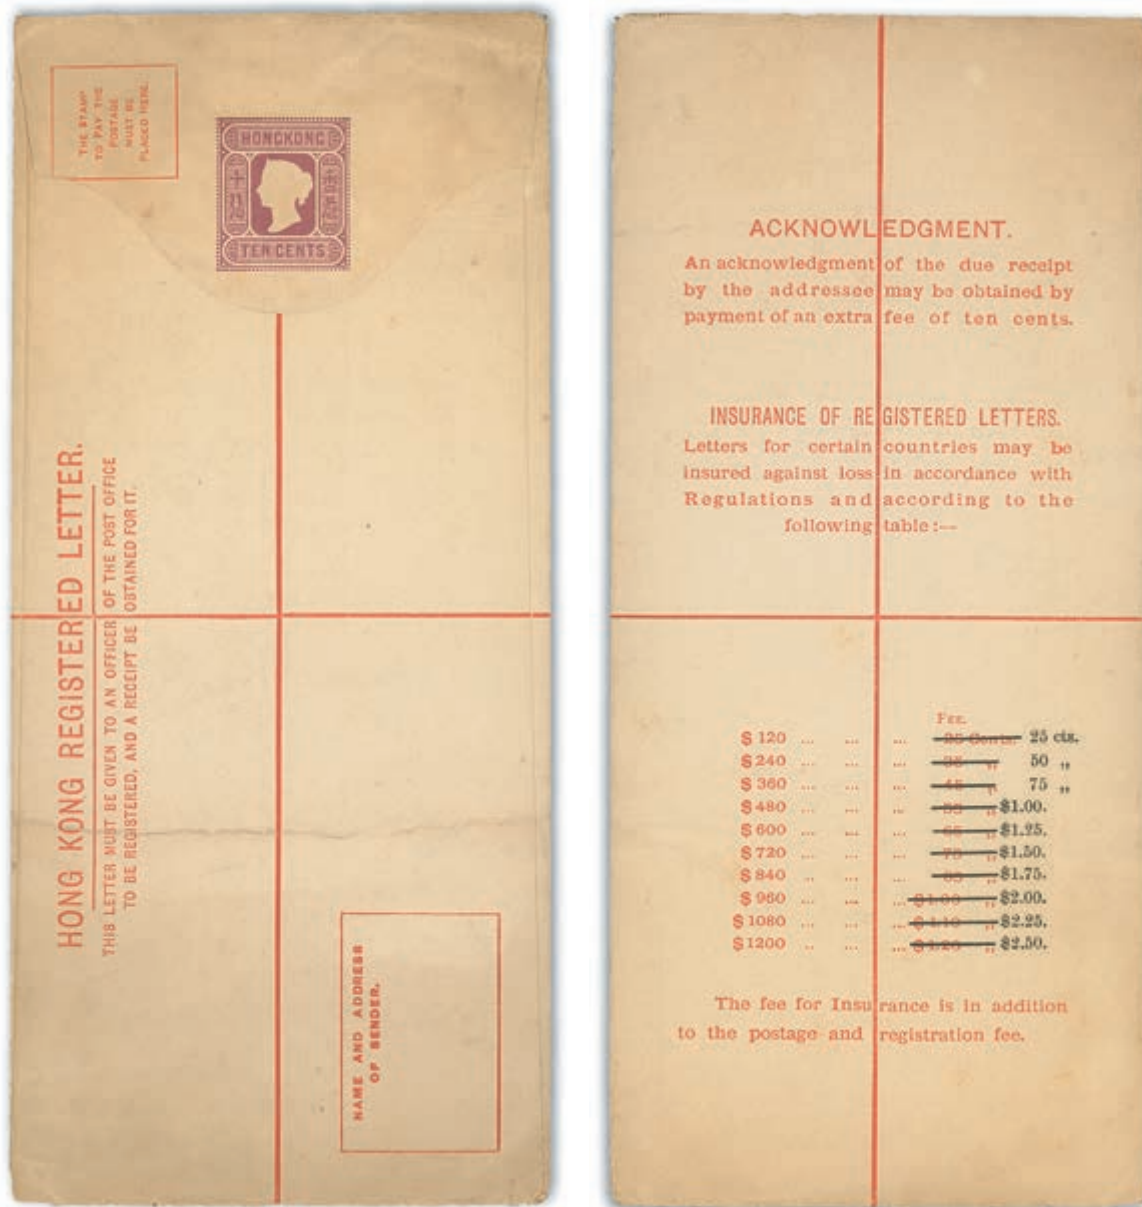 THE STAMP
TO PAY THE
POSTAGE
MUST BE
PLACED HERE.
HONGKONG
TEN CENTS
HONG KONG REGISTERED LETTER.
THIS LETTER MUST BE GIVEN TO AN OFFICER OF THE POST OFFICE
TO BE REGISTERED, AND A RECEIPT BE OBTAINED FOR IT.
NAME AND ADDRESS
OF SENDER.
ACKNOWLEDGMENT.
An acknowledgment of the due receipt
by the addressee may be obtained by
payment of an extra fee of ten cents.
INSURANCE OF REGISTERED LETTERS.
Letters for certain countries may be
insured against loss in accordance with
Regulations and according to the
following table:—
FEE.
$120 ... ... ... 25 cts.
$240 ... ... ... „ 50 „
$360 ... ... ... „ 75 „
$480 ... ... ... „ $1.00.
$600 ... ... ... „ $1.25.
$720 ... ... ... „ $1.50.
$840 ... ... ... „ $1.75.
$960 ... ... ... „ $2.00.
$1080 ... ... ... „ $2.25.
$1200 ... ... ... „ $2.50.
The fee for Insurance is in addition
to the postage and registration fee.